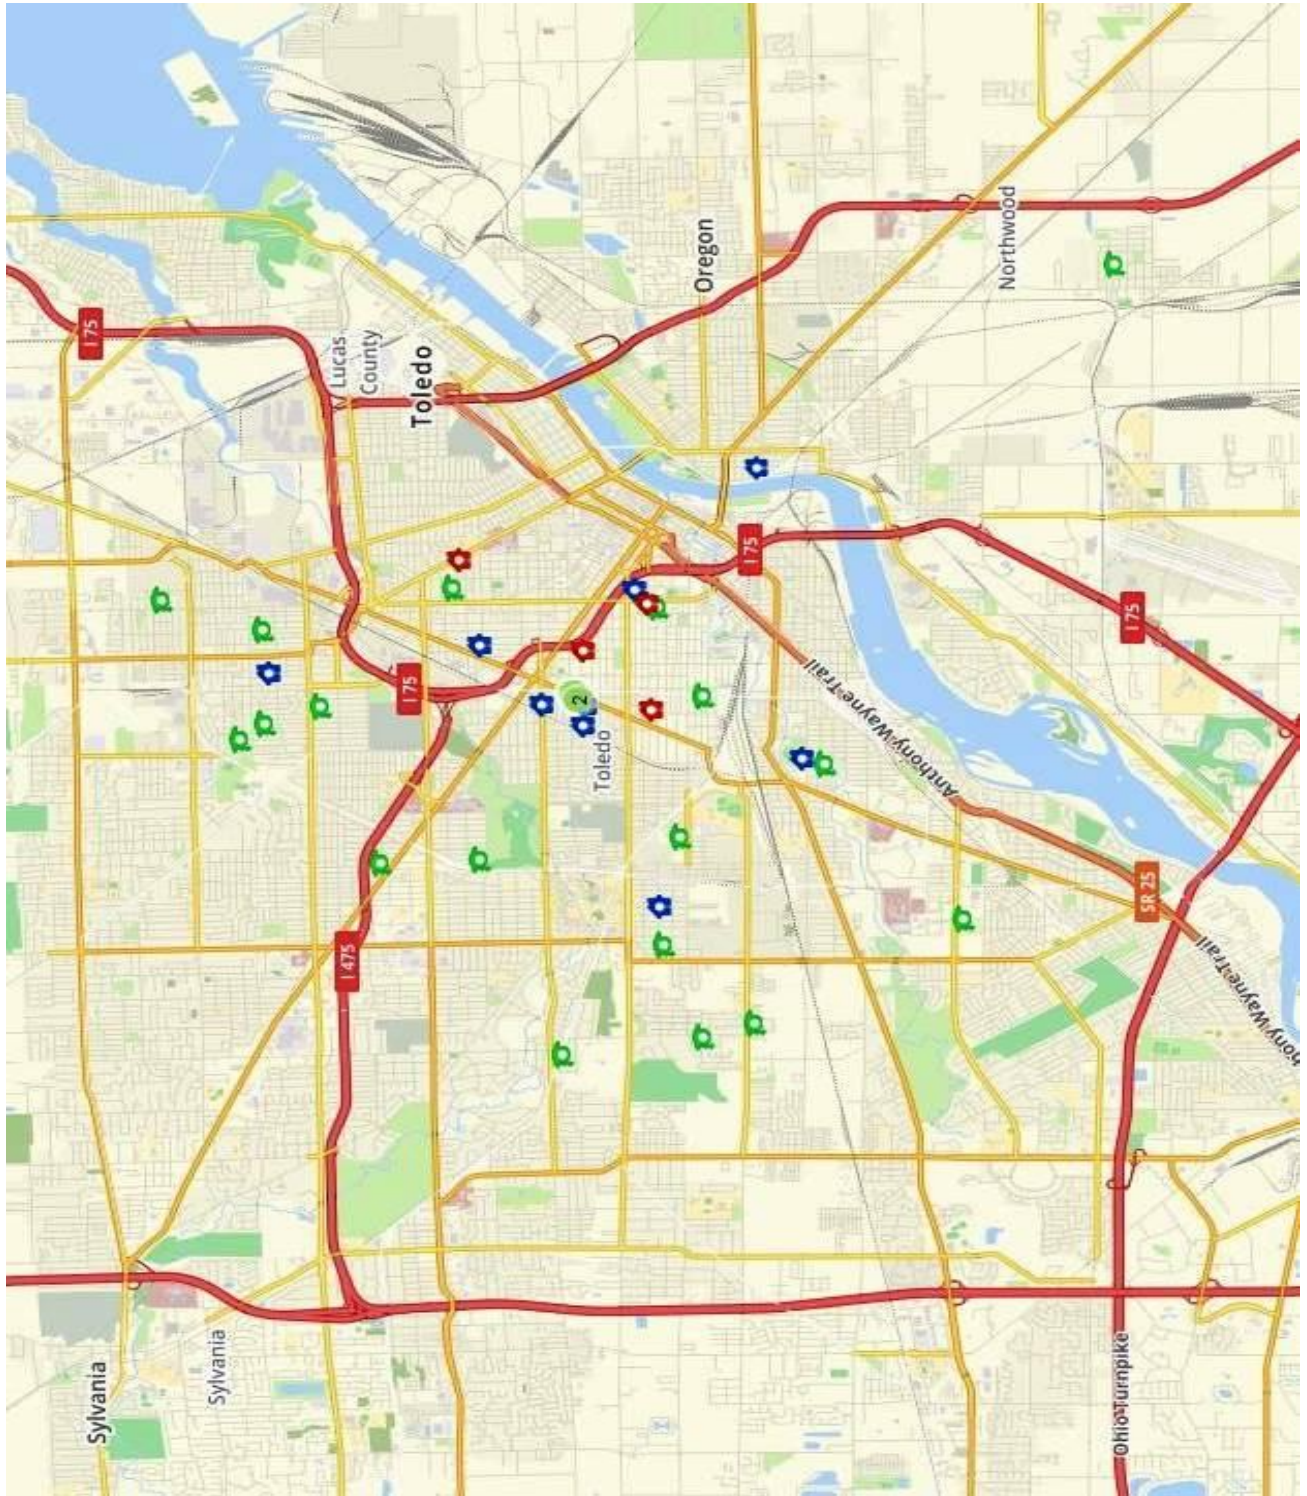 Sylvania
I 75
Sylvania
Lucas
County
I 475
I 75
Toledo
2
Toledo
Oregon
I 75
Anthony Wayne Trail
Northwood
Ohio Turnpike
I 75
SR 25
hony Wayne Trail